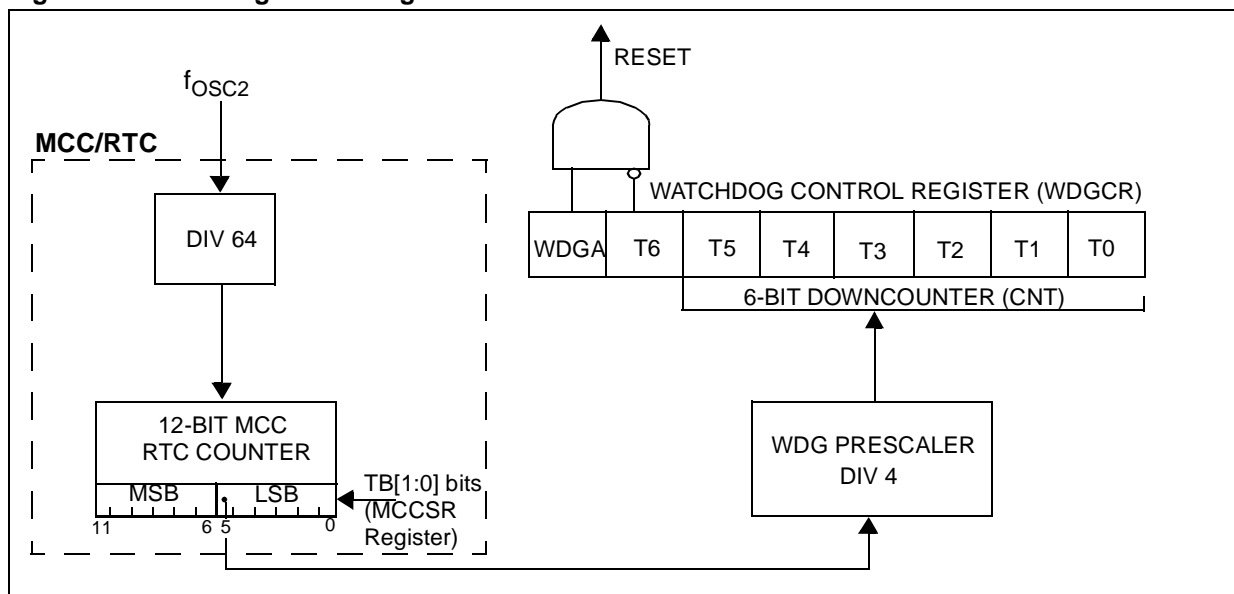 RESET
fOSC2
MCC/RTC
DIV 64
WATCHDOG CONTROL REGISTER (WDGCR)
WDGA T6 T5 T4 T3 T2 T1 T0
6-BIT DOWNCOUNTER (CNT)
12-BIT MCC
RTC COUNTER
MSB LSB
11 6 5 0
TB[1:0] bits
(MCCSR
Register)
WDG PRESCALER
DIV 4